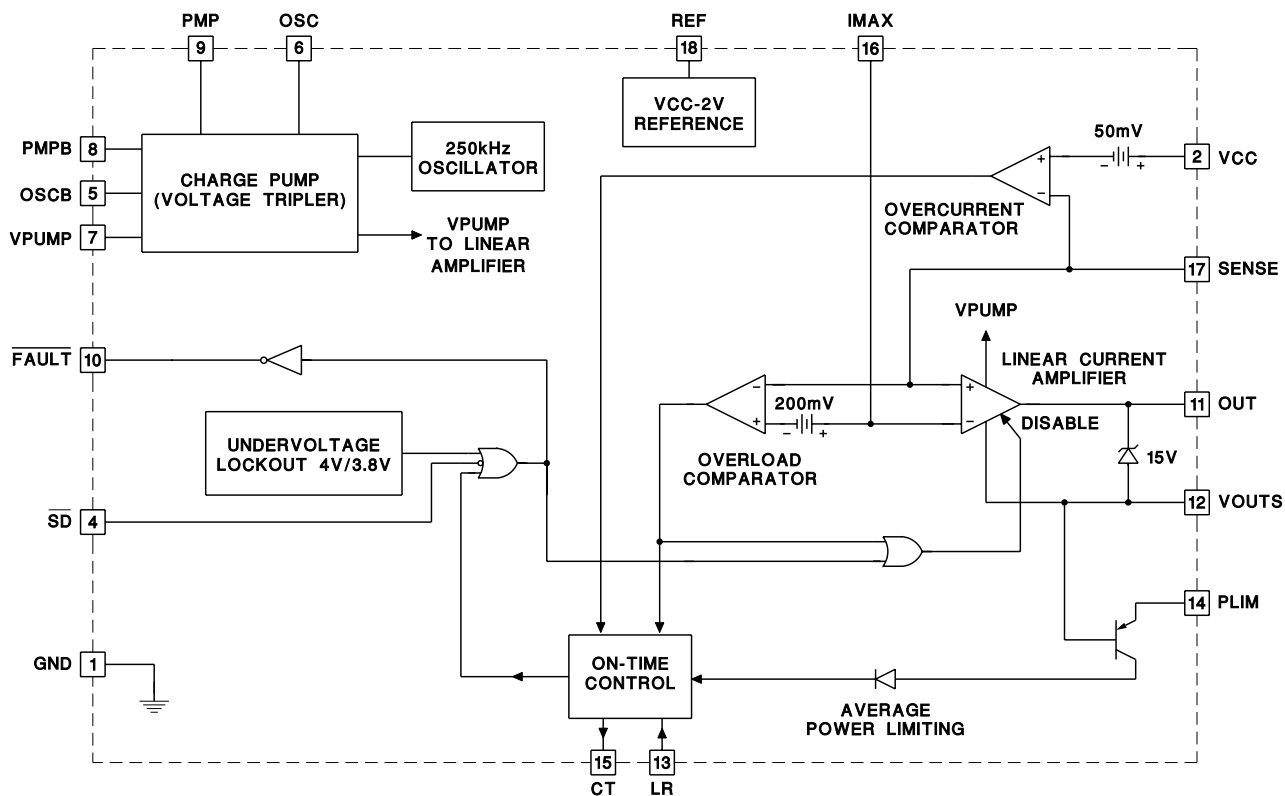 PMP OSC REF IMAX
9 6 18 16
VCC-2V
REFERENCE
50mV
PMPB 8
250kHz
OSCILLATOR
+
- +
2 VCC
CHARGE PUMP
(VOLTAGE TRIPLER)
OSCB 5
-
OVERCURRENT
COMPARATOR
VPUMP 7
VPUMP
TO LINEAR
AMPLIFIER
17 SENSE
VPUMP
FAULT 10
LINEAR CURRENT
AMPLIFIER
- +
200mV
11 OUT
+ - + -
DISABLE
UNDERVOLTAGE
LOCKOUT 4V/3.8V
OVERLOAD
COMPARATOR
15V
12 VOUTS
SD 4
14 PLIM
GND 1
ON-TIME
CONTROL
AVERAGE
POWER LIMITING
15 13
CT LR